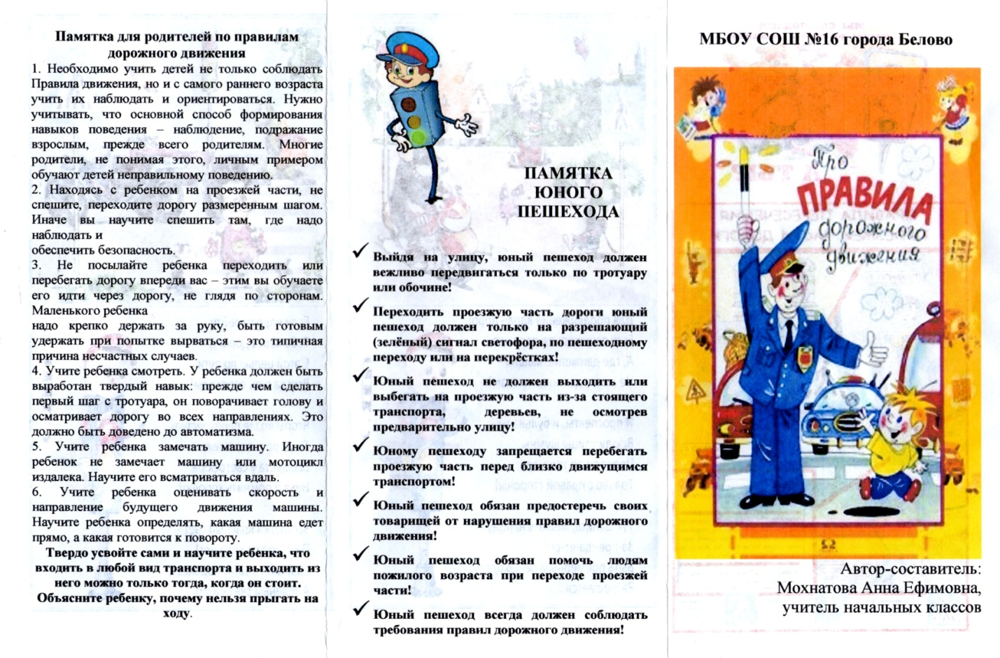 Памятка для родителей по правилам
дорожного движения
1. Необходимо учить детей не только соблюдать
Правила движения, но и с самого раннего возраста
учить их наблюдать и ориентироваться. Нужно
учитывать, что основной способ формирования
навыков поведения – наблюдение, подражание
взрослым, прежде всего родителям. Многие
родители, не понимая этого, личным примером
обучают детей неправильному поведению.
2. Находясь с ребенком на проезжей части, не
спешите, переходите дорогу размеренным шагом.
Иначе вы научите спешить там, где надо
наблюдать и
обеспечить безопасность.
3. Не посылайте ребенка переходить или
перебегать дорогу впереди вас – этим вы обучаете
его идти через дорогу, не глядя по сторонам.
Маленького ребенка
надо крепко держать за руку, быть готовым
удержать при попытке вырваться – это типичная
причина несчастных случаев.
4. Учите ребенка смотреть. У ребенка должен быть
выработан твердый навык: прежде чем сделать
первый шаг с тротуара, он поворачивает голову и
осматривает дорогу во всех направлениях. Это
должно быть доведено до автоматизма.
5. Учите ребенка замечать машину. Иногда
ребенок не замечает машину или мотоцикл
издалека. Научите его всматриваться вдаль.
6. Учите ребенка оценивать скорость и
направление будущего движения машины.
Научите ребенка определять, какая машина едет
прямо, а какая готовится к повороту.
Твердо усвойте сами и научите ребенка, что
входить в любой вид транспорта и выходить из
него можно только тогда, когда он стоит.
Объясните ребенку, почему нельзя прыгать на
ходу.
ПАМЯТКА
ЮНОГО
ПЕШЕХОДА
✓ Выйдя на улицу, юный пешеход должен
вежливо передвигаться только по тротуару
или обочине!
✓ Переходить проезжую часть дороги юный
пешеход должен только на разрешающий
(зелёный) сигнал светофора, по пешеходному
переходу или на перекрёстках!
✓ Юный пешеход не должен выходить или
выбегать на проезжую часть из-за стоящего
транспорта, деревьев, не осмотрев
предварительно улицу!
✓ Юному пешеходу запрещается перебегать
проезжую часть перед близко движущимся
транспортом!
✓ Юный пешеход обязан предостеречь своих
товарищей от нарушения правил дорожного
движения!
✓ Юный пешеход обязан помочь людям
пожилого возраста при переходе проезжей
части!
✓ Юный пешеход всегда должен соблюдать
требования правил дорожного движения!
МБОУ СОШ №16 города Белово
Про
ПРАВИЛА
дорожного
движения
Автор-составитель:
Мохнатова Анна Ефимовна,
учитель начальных классов